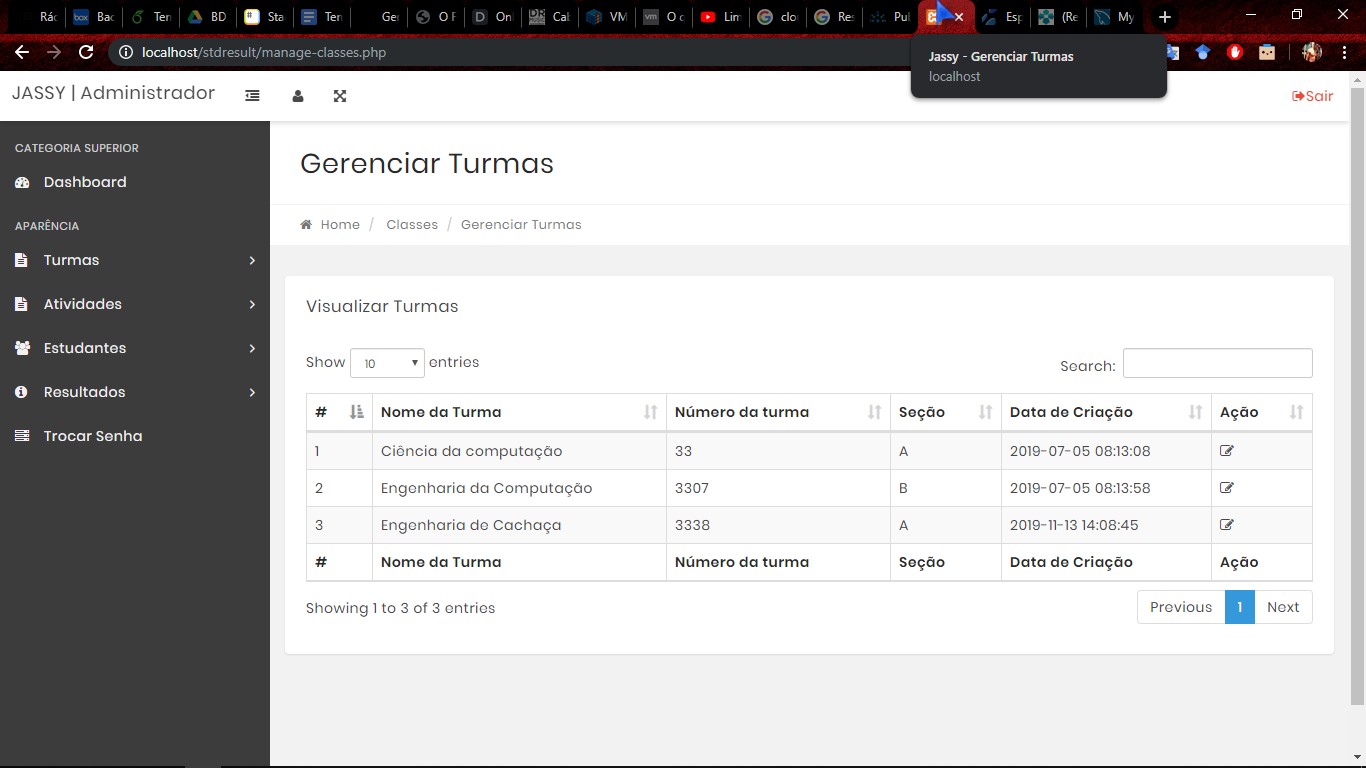 Rác Bac Ten BD Sta Ten Ger O F Onl Cal VM O c Lim clo Res Pul Esp (Re My
localhost/stdresult/manage-classes.php
Jassy - Gerenciar Turmas
localhost
JASSY | Administrador
Sair
CATEGORIA SUPERIOR
Dashboard
APARÊNCIA
Turmas
Atividades
Estudantes
Resultados
Trocar Senha
Gerenciar Turmas
Home / Classes / Gerenciar Turmas
Visualizar Turmas
Show 10 entries
Search:
# Nome da Turma Número da turma Seção Data de Criação Ação
1 Ciência da computação 33 A 2019-07-05 08:13:08
2 Engenharia da Computação 3307 B 2019-07-05 08:13:58
3 Engenharia de Cachaça 3338 A 2019-11-13 14:08:45
# Nome da Turma Número da turma Seção Data de Criação Ação
Showing 1 to 3 of 3 entries
Previous 1 Next